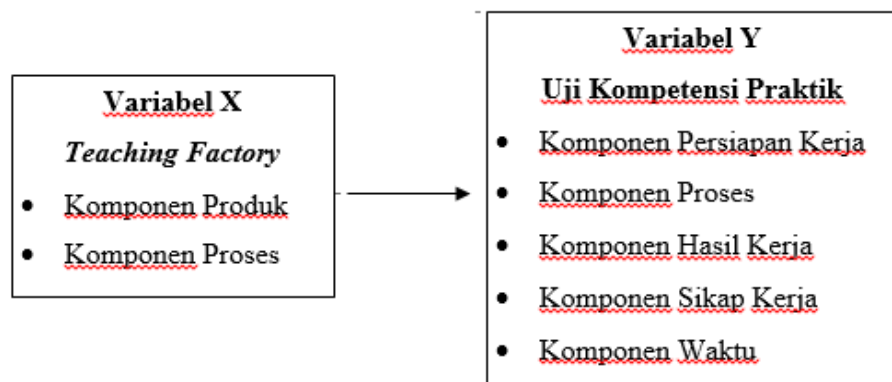 Variabel X
Teaching Factory
• Komponen Produk
• Komponen Proses
Variabel Y
Uji Kompetensi Praktik
• Komponen Persiapan Kerja
• Komponen Proses
• Komponen Hasil Kerja
• Komponen Sikap Kerja
• Komponen Waktu